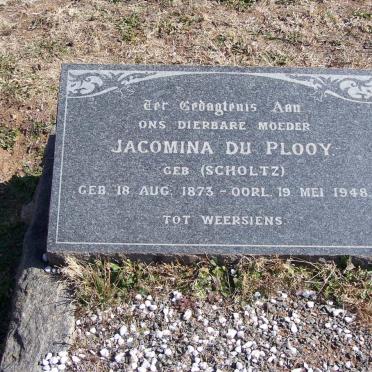 Ter Gedagtenis Aan
ONS DIERBARE MOEDER
JACOMINA DU PLOOY.
GEB (SCHOLTZ)
GEB. 18 AUG. 1873 - OORL. 19 MEI 1948.
TOT WEERSIENS.